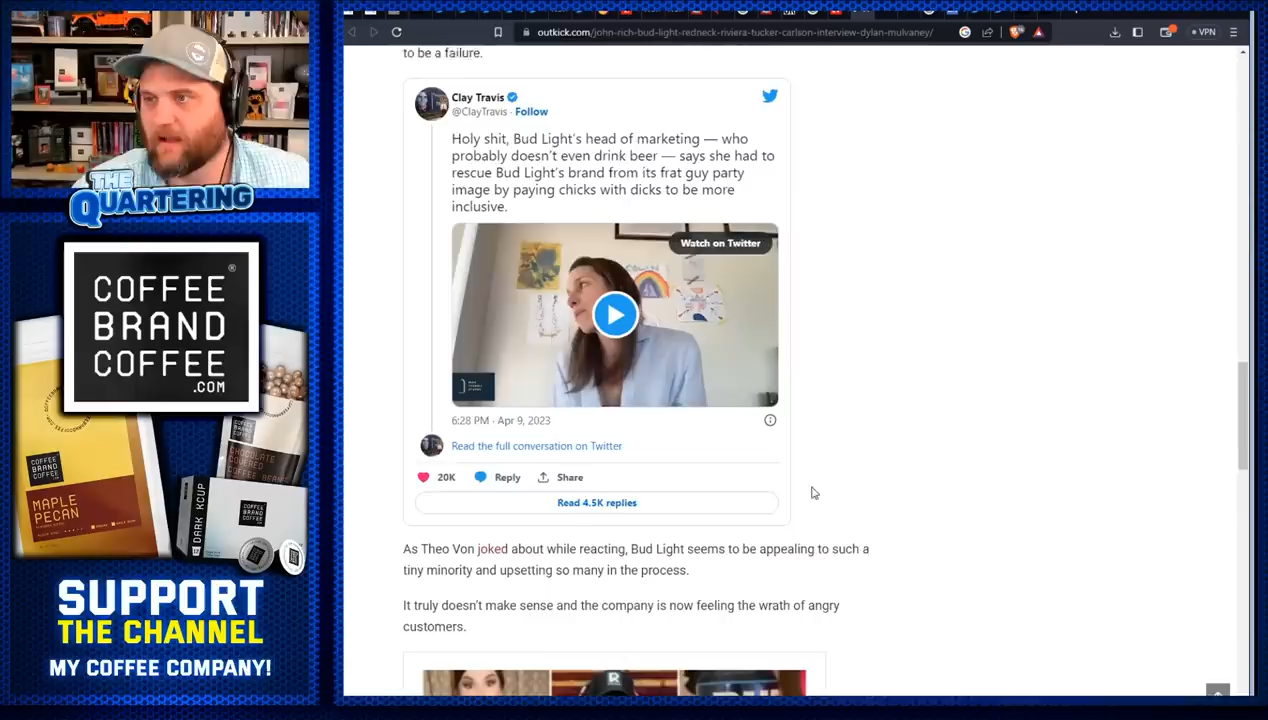 THE
QUARTERING
COFFEE
BRAND
COFFEE
.COM
®
COFFEE
BRAND
COFFEE
MAPLE
PECAN
CHOCOLATE
COVERED
COFFEE BEANS
DARK KCUP
SUPPORT
THE CHANNEL
MY COFFEE COMPANY!
outkick.com/john-rich-bud-light-redneck-riviera-tucker-carlson-interview-dylan-mulvaney/
VPN
to be a failure.
Clay Travis
@ClayTravis · Follow
Holy shit, Bud Light's head of marketing — who
probably doesn't even drink beer — says she had to
rescue Bud Light's brand from its frat guy party
image by paying chicks with dicks to be more
inclusive.
Watch on Twitter
6:28 PM · Apr 9, 2023
Read the full conversation on Twitter
20K Reply Share
Read 4.5K replies
As Theo Von joked about while reacting, Bud Light seems to be appealing to such a
tiny minority and upsetting so many in the process.
It truly doesn't make sense and the company is now feeling the wrath of angry
customers.